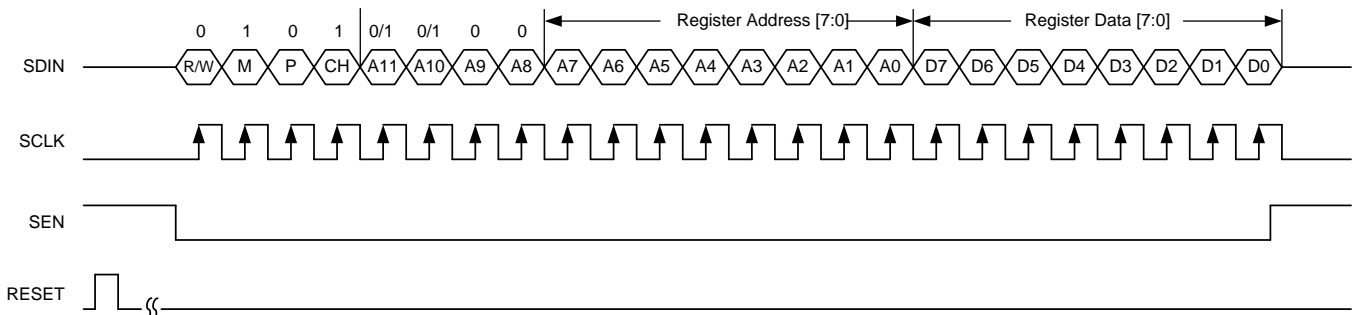 0 1 0 1 0/1 0/1 0 0 Register Address [7:0] Register Data [7:0]
SDIN R/W M P CH A11 A10 A9 A8 A7 A6 A5 A4 A3 A2 A1 A0 D7 D6 D5 D4 D3 D2 D1 D0
SCLK
SEN
RESET